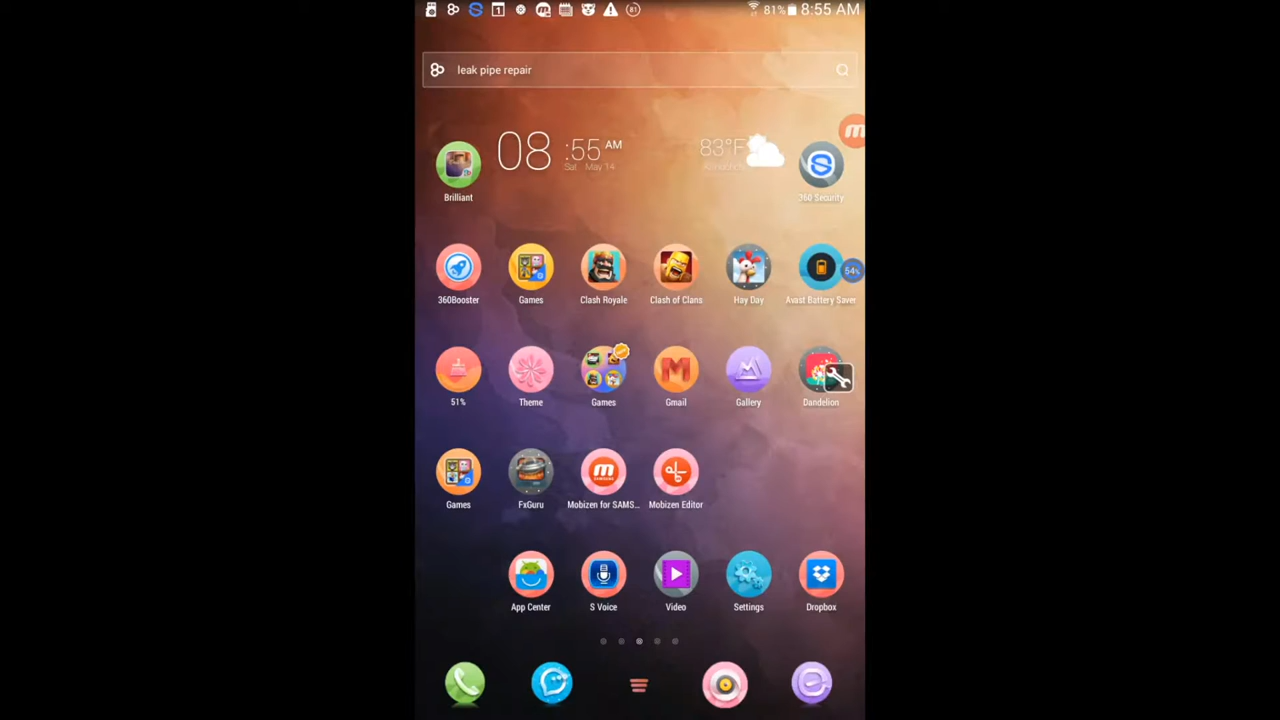 81% 8:55 AM
leak pipe repair
08 :55 AM
Sat May 14
83°F
Brilliant
360 Security
360Booster
Games
Clash Royale
Clash of Clans
Hay Day
Avast Battery Saver
54%
51%
Theme
Games
Gmail
Gallery
Dandelion
Games
FxGuru
Mobizen for SAMS...
Mobizen Editor
App Center
S Voice
Video
Settings
Dropbox